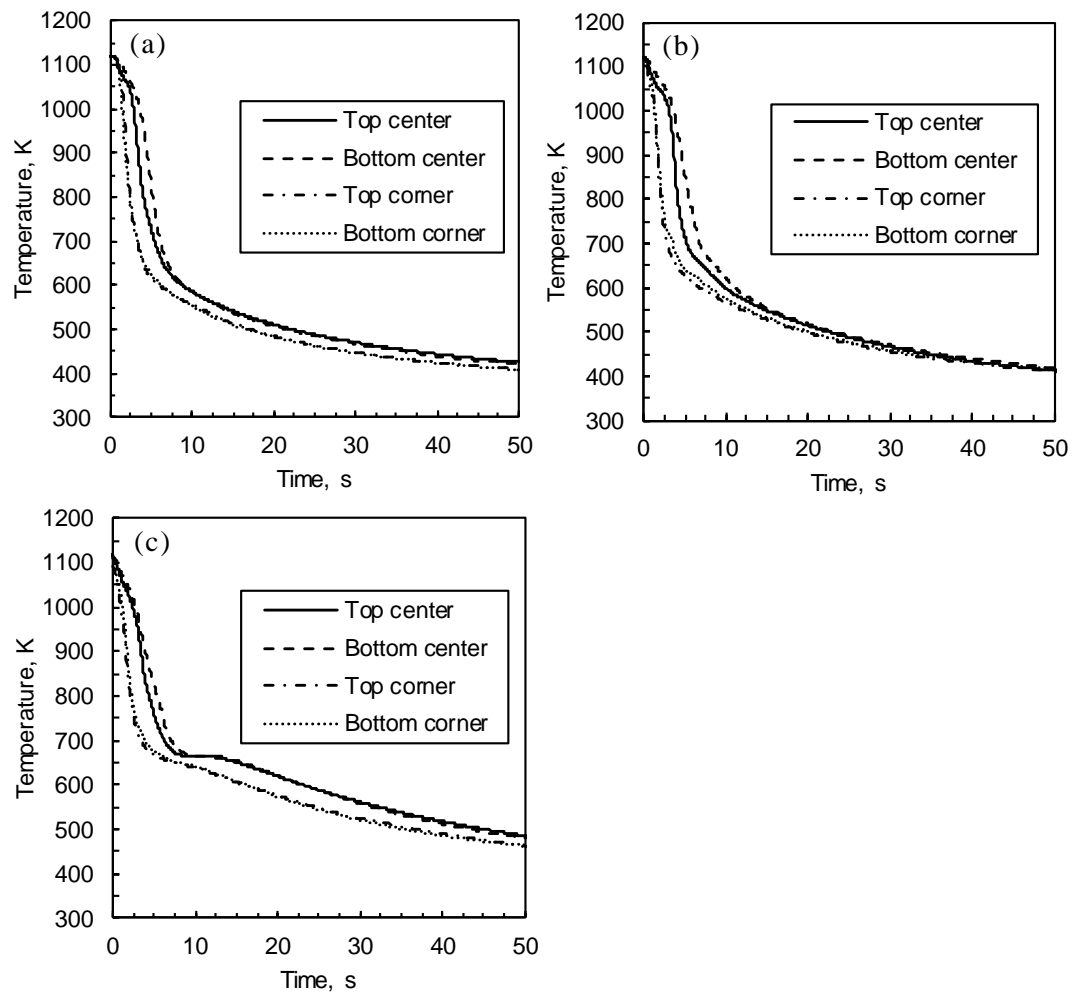 (a)
1200
1100
1000
900
800
700
600
500
400
300
Temperature, K
Top center
Bottom center
Top corner
Bottom corner
0 10 20 30 40 50
Time, s
(b)
1200
1100
1000
900
800
700
600
500
400
300
Temperature, K
Top center
Bottom center
Top corner
Bottom corner
0 10 20 30 40 50
Time, s
(c)
1200
1100
1000
900
800
700
600
500
400
300
Temperature, K
Top center
Bottom center
Top corner
Bottom corner
0 10 20 30 40 50
Time, s